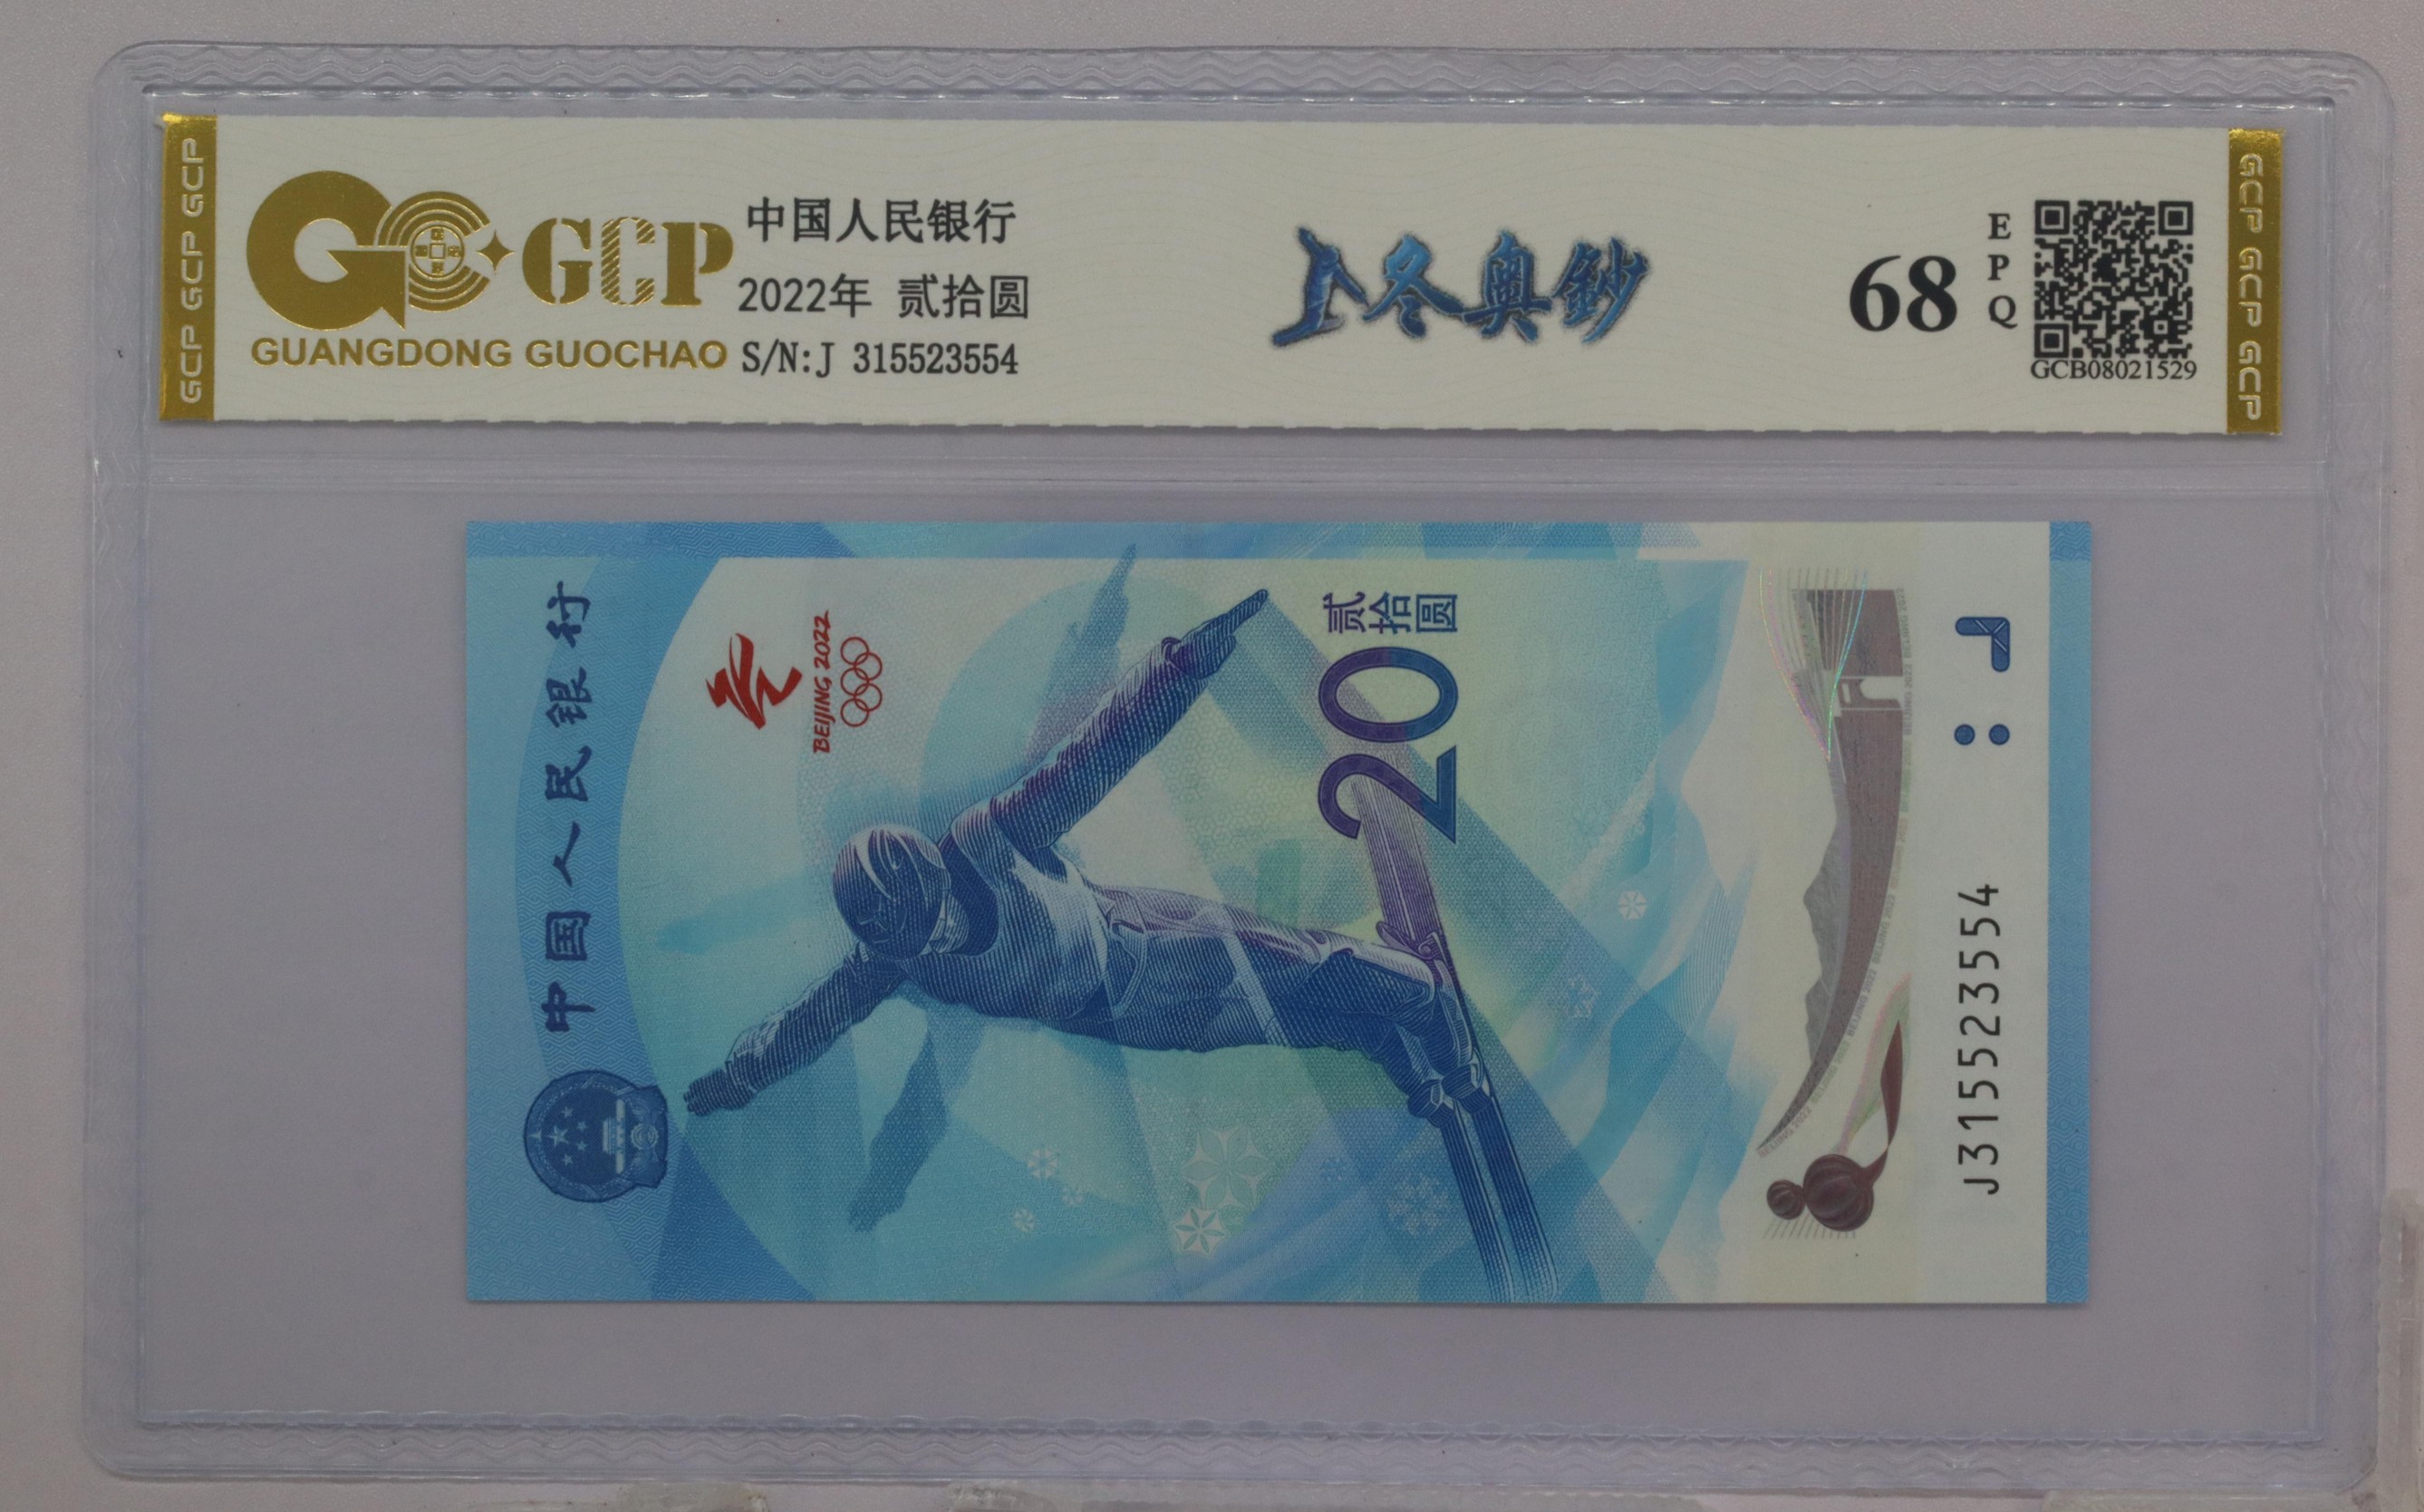 GCP GCP GCP
GCP
GUANGDONG GUOCHAO
中国人民银行
2022年 贰拾圆
S/N:J 315523554
冬奥鈔
68
EPQ
GCB08021529
GCP GCP GCP
中国人民银行
BEIJING 2022
贰拾圆
20
J315523554